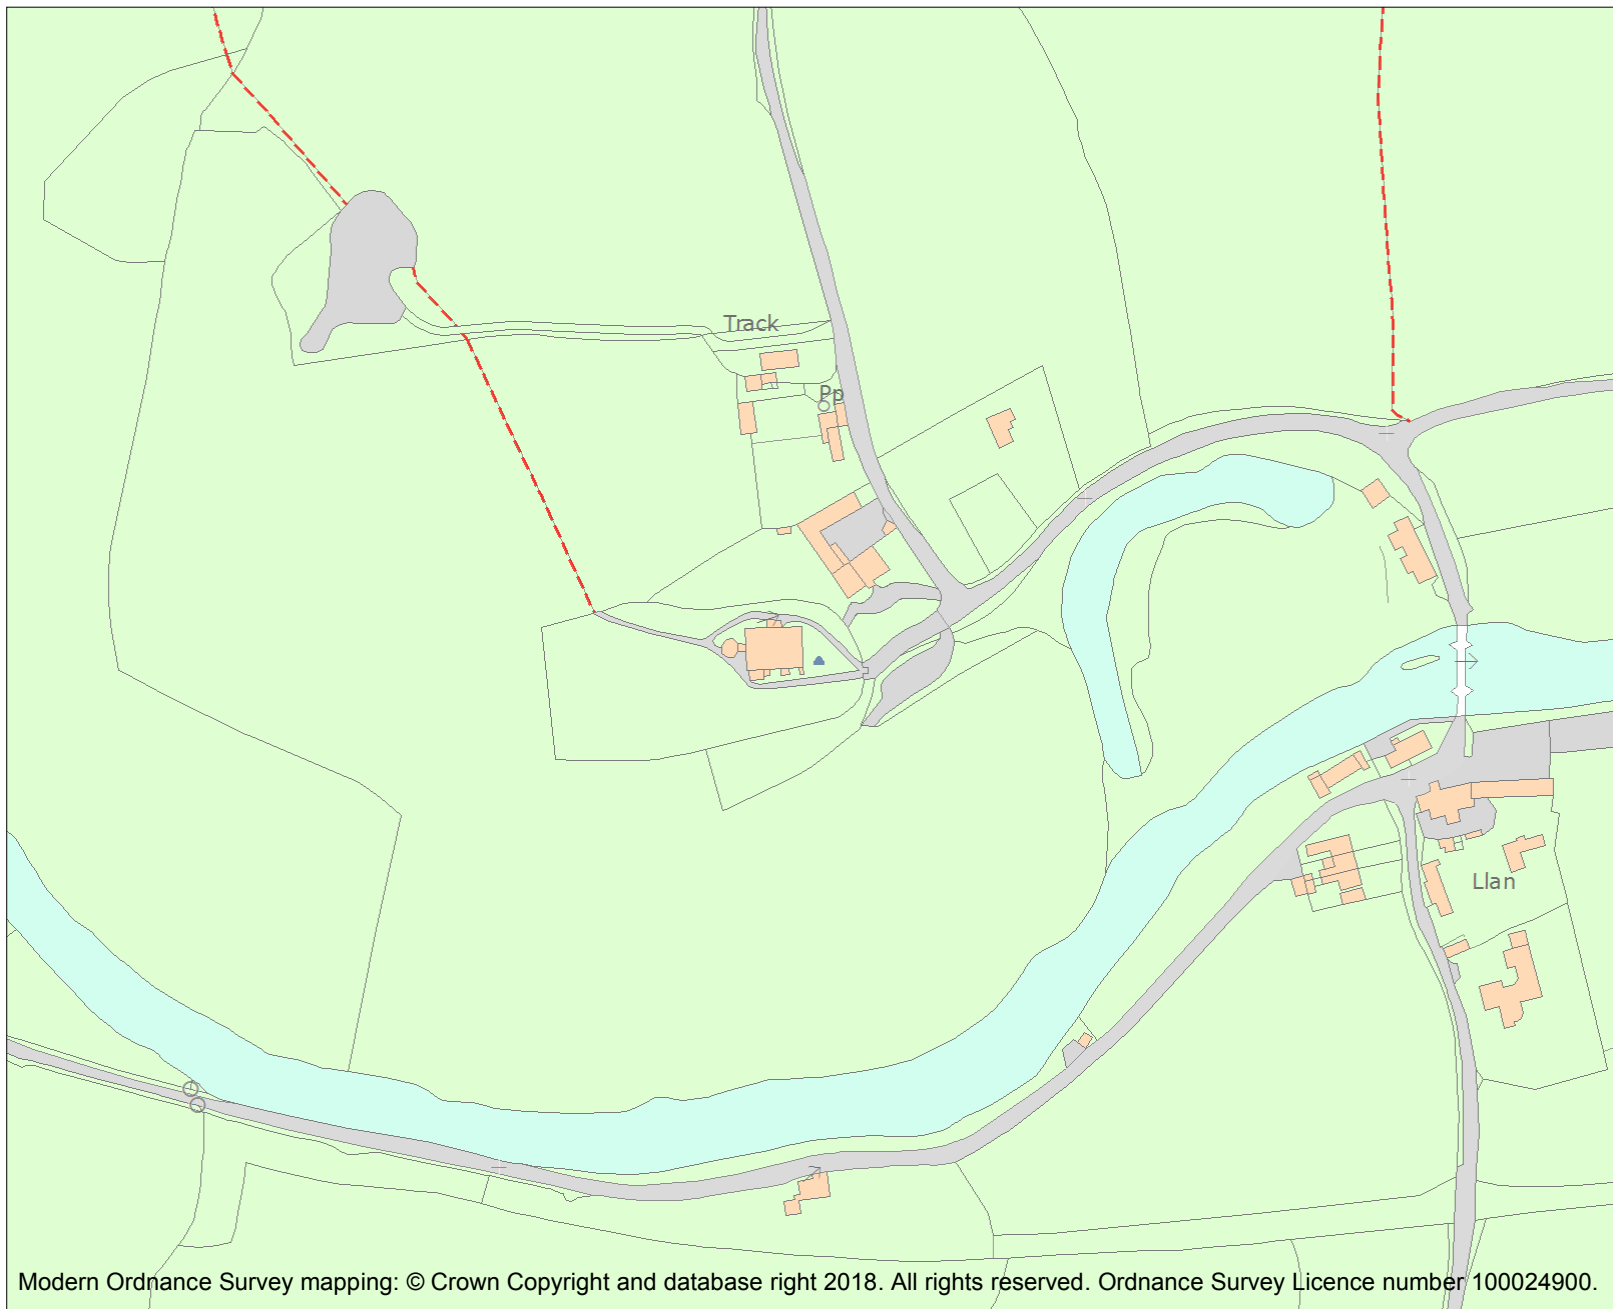 Track
Pp
Llan
Modern Ordnance Survey mapping: © Crown Copyright and database right 2018. All rights reserved. Ordnance Survey Licence number 100024900.